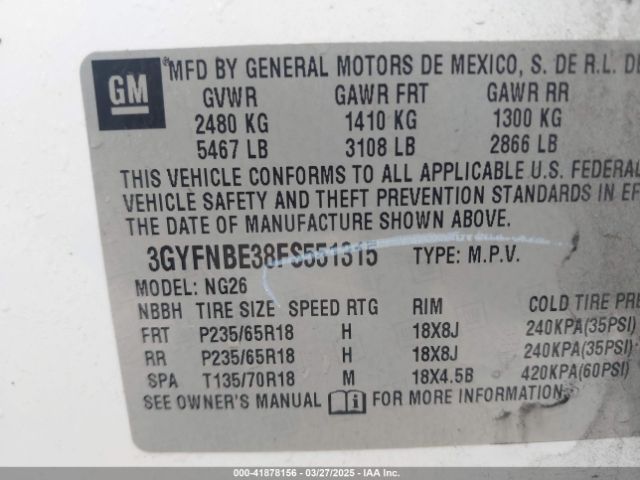 GM
® MFD BY GENERAL MOTORS DE MEXICO, S. DE R.L. DE
GVWR GAWR FRT GAWR RR
2480 KG 1410 KG 1300 KG
5467 LB 3108 LB 2866 LB
THIS VEHICLE CONFORMS TO ALL APPLICABLE U.S. FEDERAL
VEHICLE SAFETY AND THEFT PREVENTION STANDARDS IN EF
THE DATE OF MANUFACTURE SHOWN ABOVE.
3GYFNBE38FS551315 TYPE: M.P.V.
MODEL: NG26
NBBH TIRE SIZE SPEED RTG RIM COLD TIRE PRE
FRT P235/65R18 H 18X8J 240KPA(35PSI)
RR P235/65R18 H 18X8J 240KPA(35PSI)
SPA T135/70R18 M 18X4.5B 420KPA(60PSI)
SEE OWNER'S MANUAL i FOR MORE INFORMATION
000-41878156 - 03/27/2025 - IAA Inc.